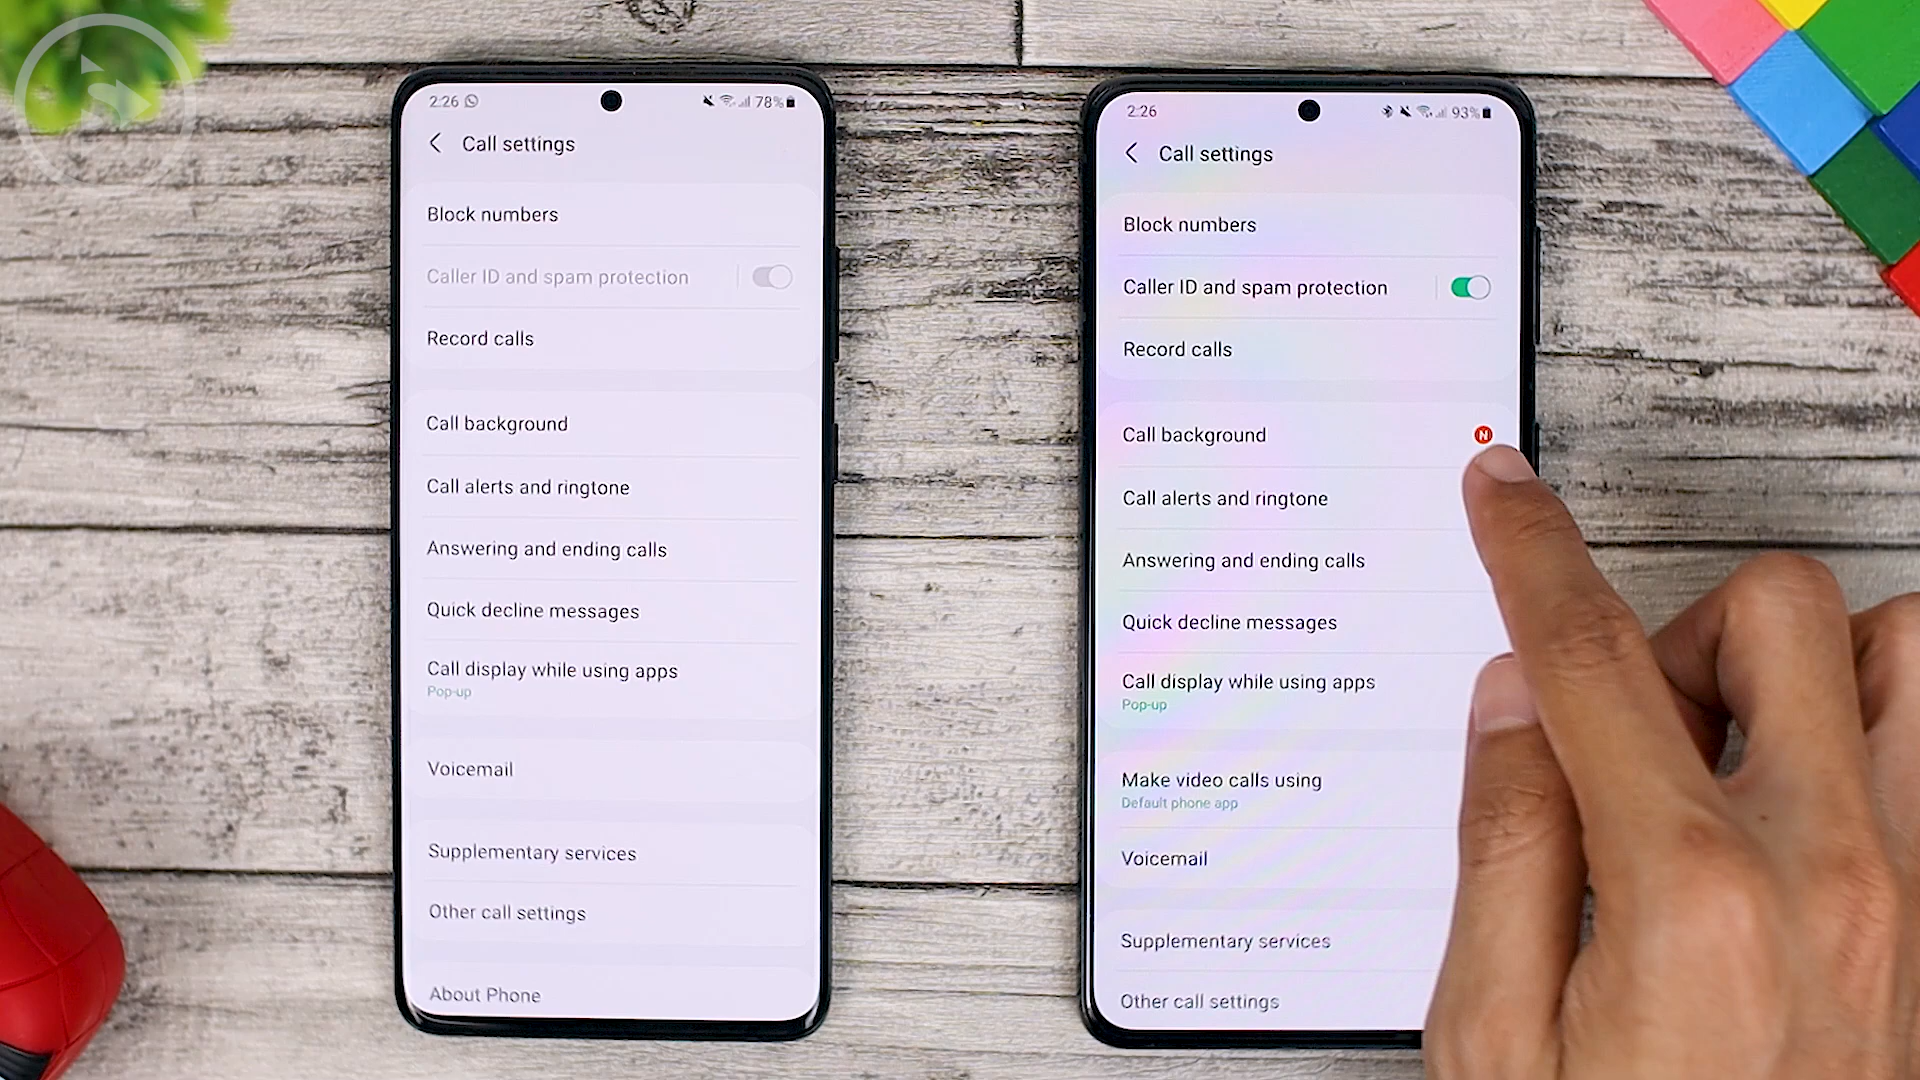 2:26
78%
Call settings
Block numbers
Caller ID and spam protection
Record calls
Call background
Call alerts and ringtone
Answering and ending calls
Quick decline messages
Call display while using apps
Pop-up
Voicemail
Supplementary services
Other call settings
About Phone
2:26
93%
Call settings
Block numbers
Caller ID and spam protection
Record calls
Call background
N
Call alerts and ringtone
Answering and ending calls
Quick decline messages
Call display while using apps
Pop-up
Make video calls using
Default phone app
Voicemail
Supplementary services
Other call settings